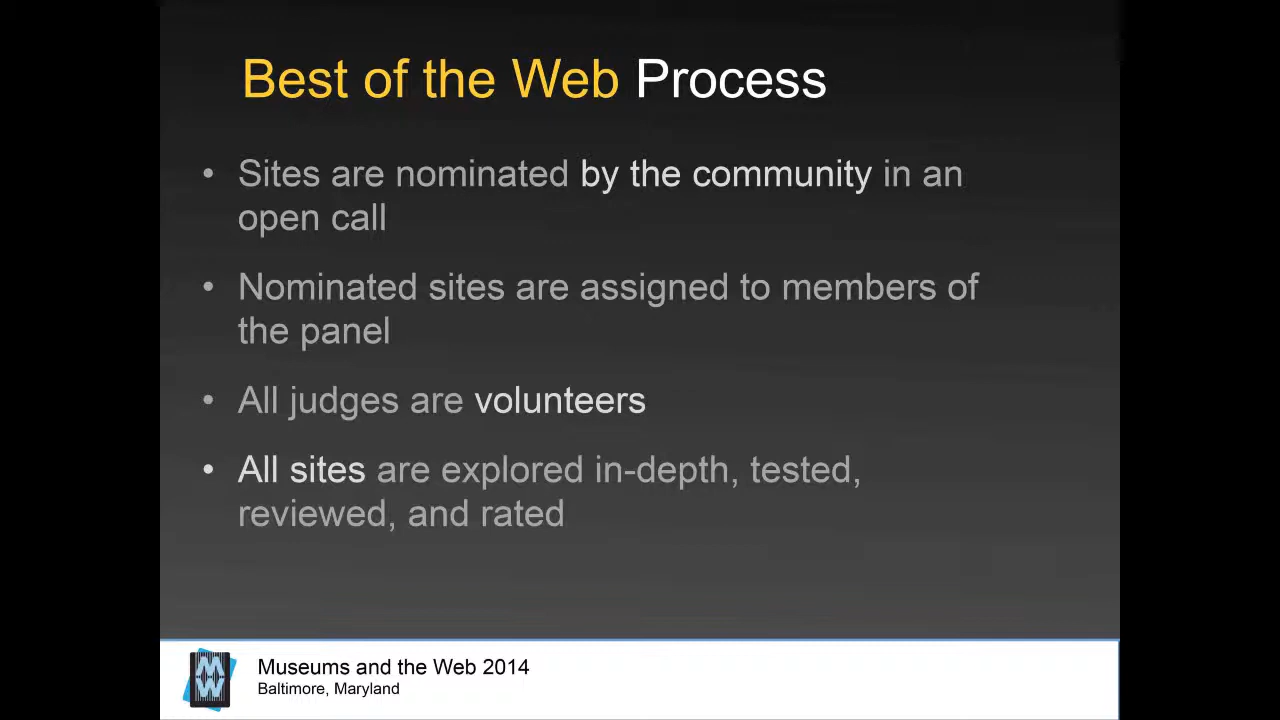 Best of the Web Process
• Sites are nominated by the community in an
open call
• Nominated sites are assigned to members of
the panel
• All judges are volunteers
• All sites are explored in-depth, tested,
reviewed, and rated
MW
Museums and the Web 2014
Baltimore, Maryland